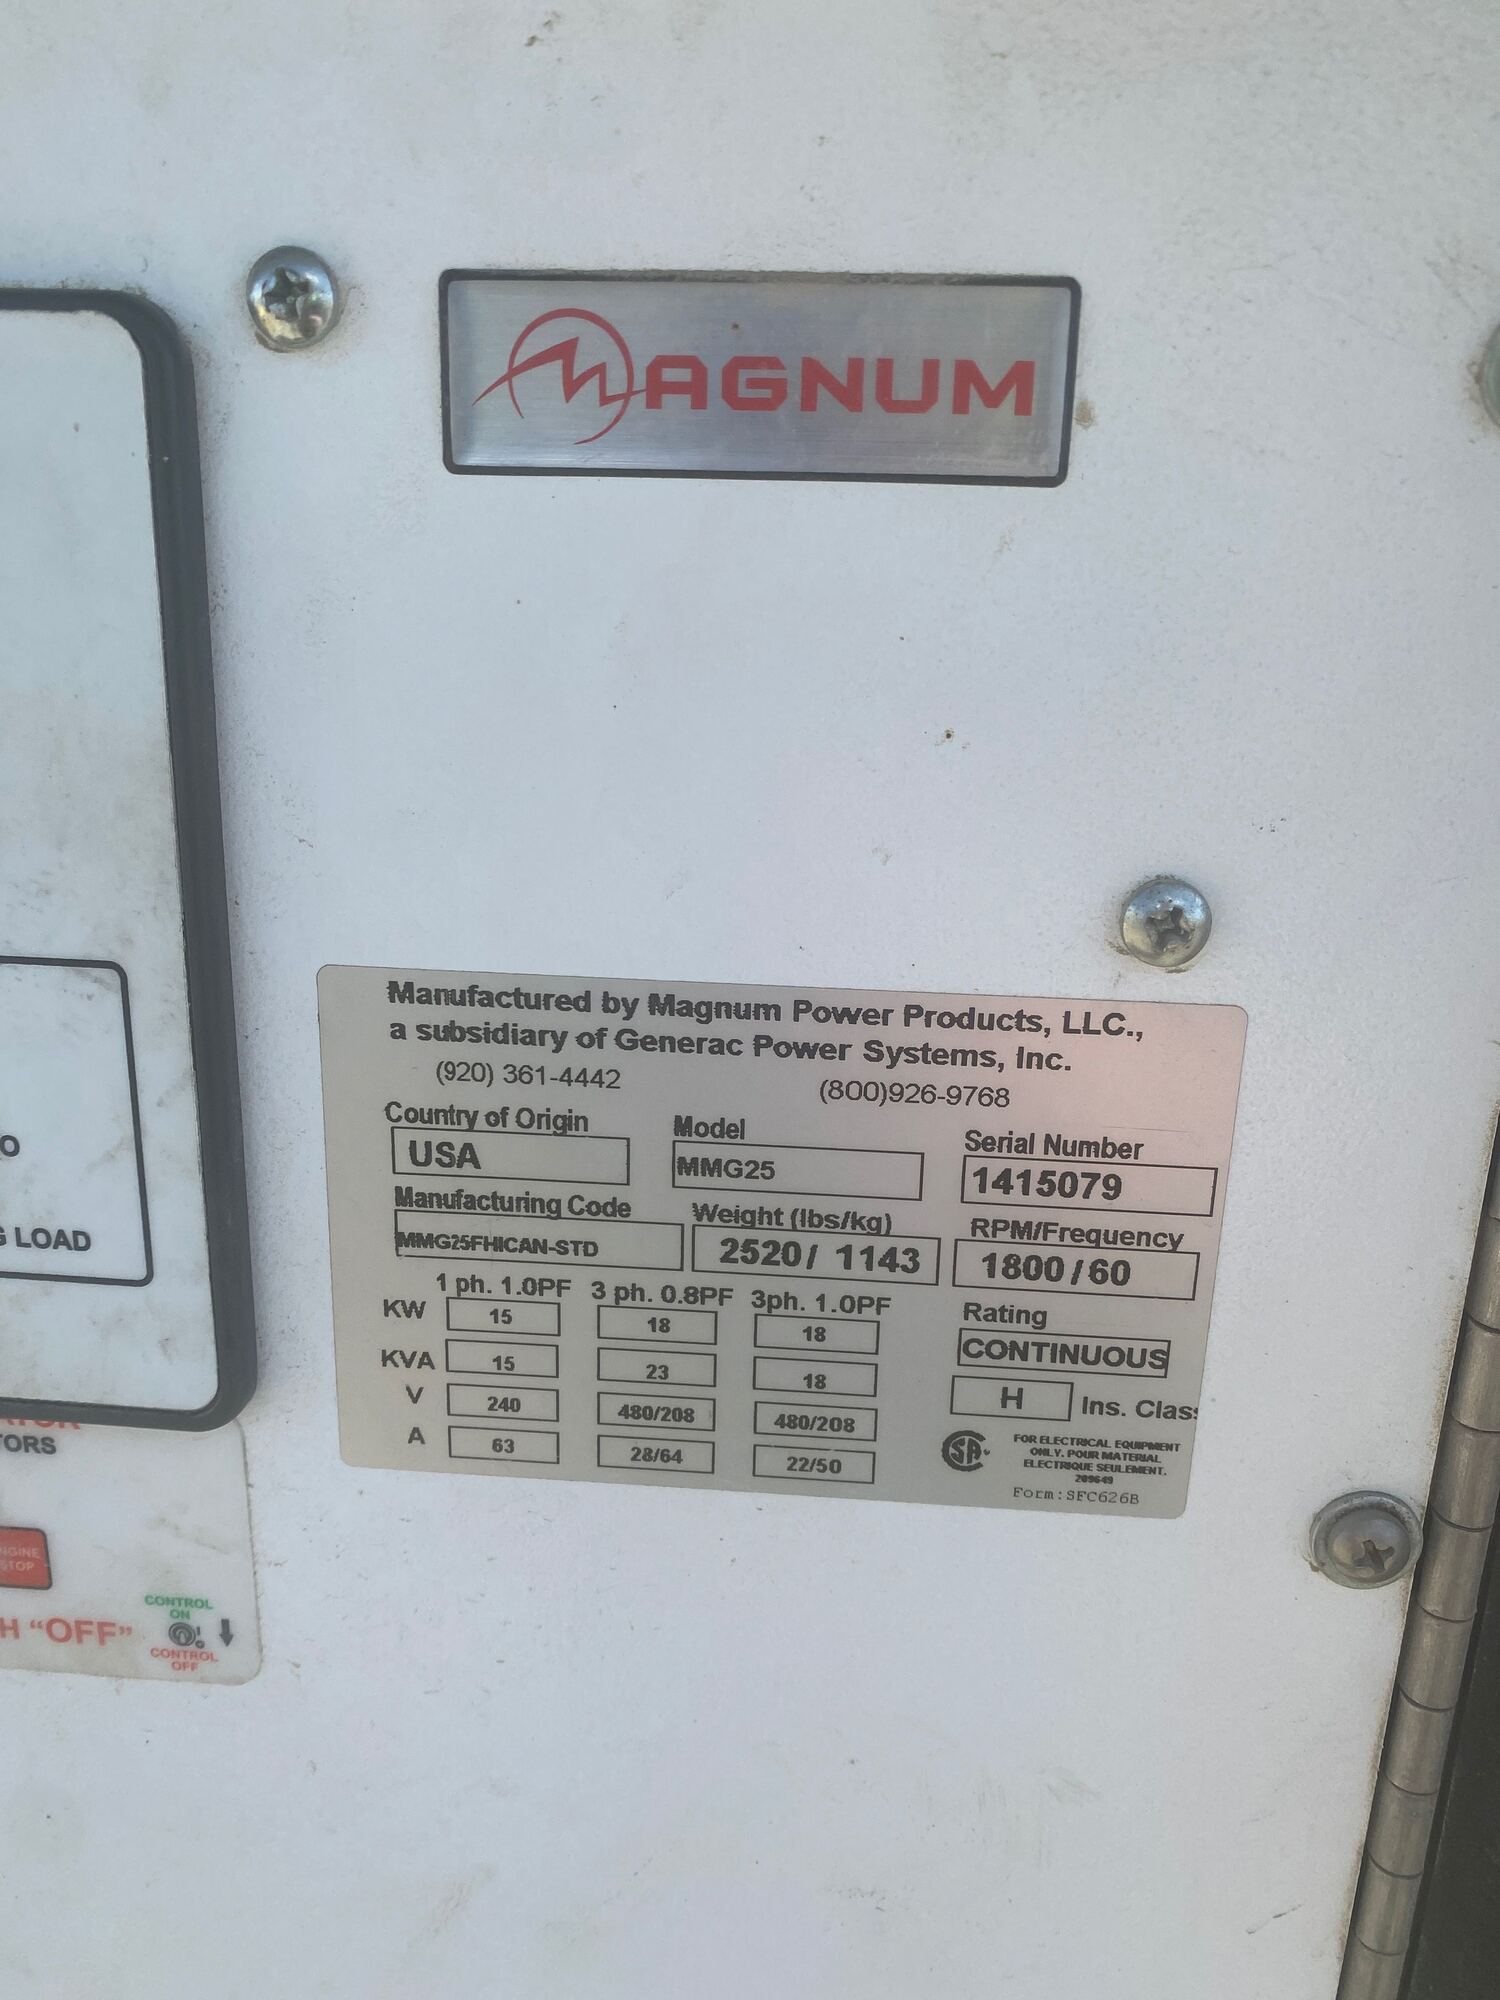 MAGNUM
Manufactured by Magnum Power Products, LLC.,
a subsidiary of Generac Power Systems, Inc.
(920) 361-4442 (800)926-9768
Country of Origin Model Serial Number
USA MMG25 1415079
Manufacturing Code Weight (lbs/kg) RPM/Frequency
MMG25FHICAN-STD 2520/ 1143 1800/60
1 ph. 1.0PF 3 ph. 0.8PF 3ph. 1.0PF Rating
KW 15 18 18 CONTINUOUS
KVA 15 23 18
V 240 480/208 480/208 H Ins. Clas
A 63 28/64 22/50
FOR ELECTRICAL EQUIPMENT
ONLY. POUR MATERIAL
ELECTRIQUE SEULEMENT.
209649
Form:SFC626B
O
G LOAD
TORS
NGINE
STOP
CONTROL
ON
H "OFF"
CONTROL
OFF